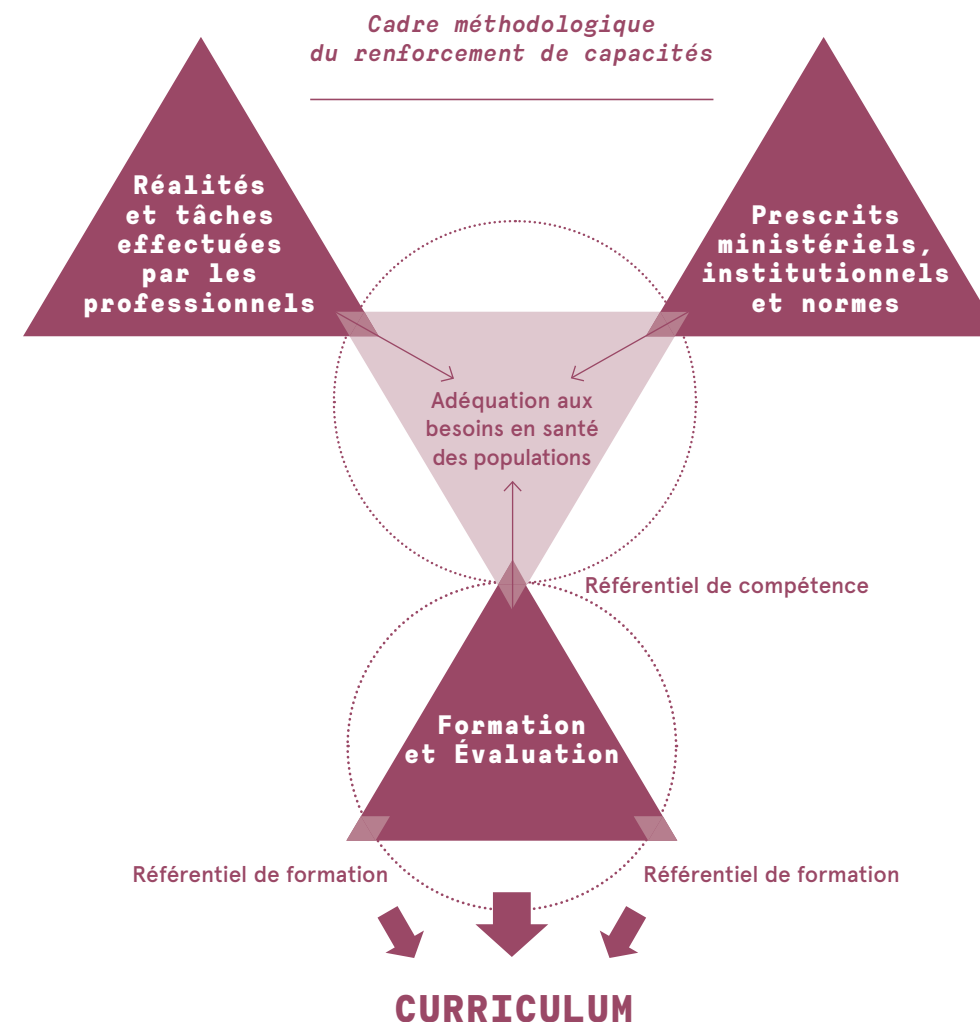 Cadre méthodologique
du renforcement de capacités
Réalités
et tâches
effectuées
par les
professionnels
Prescrits
ministériels,
institutionnels
et normes
Adéquation aux
besoins en santé
des populations
Référentiel de compétence
Formation
et Évaluation
Référentiel de formation
Référentiel de formation
CURRICULUM